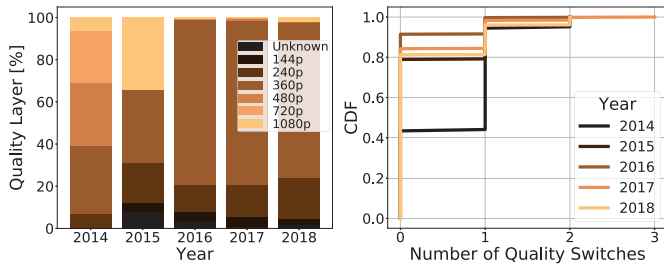 100
80
60
40
20
0
Quality Layer [%]
Unknown
144p
240p
360p
480p
720p
1080p
2014 2015 2016 2017 2018
Year
1.0
0.8
0.6
0.4
0.2
0.0
CDF
Year
2014
2015
2016
2017
2018
0 1 2 3
Number of Quality Switches